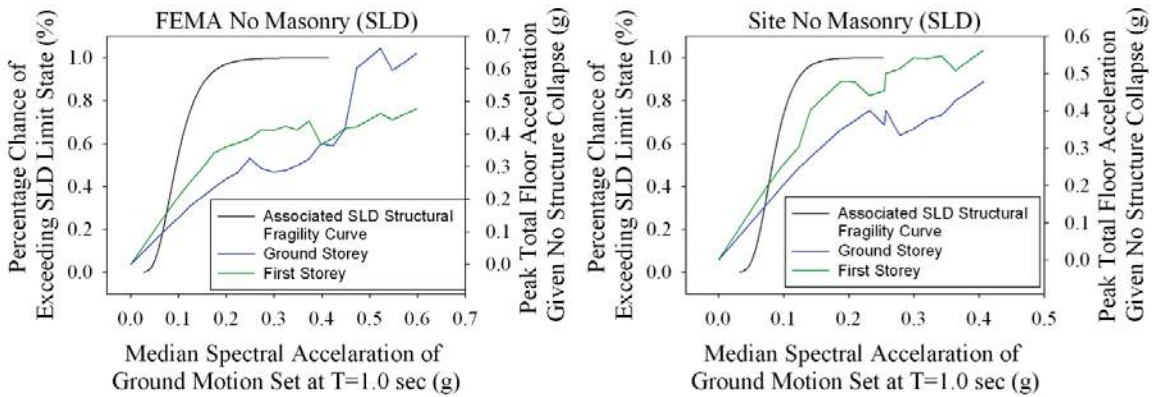 FEMA No Masonry (SLD)
Percentage Chance of
Exceeding SLD Limit State (%)
1.0
0.8
0.6
0.4
0.2
0.0
0.7
0.6
0.5
0.4
0.3
0.2
0.1
0.0
Peak Total Floor Acceleration
Given No Structure Collapse (g)
Associated SLD Structural
Fragility Curve
Ground Storey
First Storey
0.0 0.1 0.2 0.3 0.4 0.5 0.6 0.7
Median Spectral Accelaration of
Ground Motion Set at T=1.0 sec (g)
Site No Masonry (SLD)
Percentage Chance of
Exceeding SLD Limit State (%)
1.0
0.8
0.6
0.4
0.2
0.0
0.6
0.5
0.4
0.3
0.2
0.1
0.0
Peak Total Floor Acceleration
Given No Structure Collapse (g)
Associated SLD Structural
Fragility Curve
Ground Storey
First Storey
0.0 0.1 0.2 0.3 0.4 0.5
Median Spectral Accelaration of
Ground Motion Set at T=1.0 sec (g)